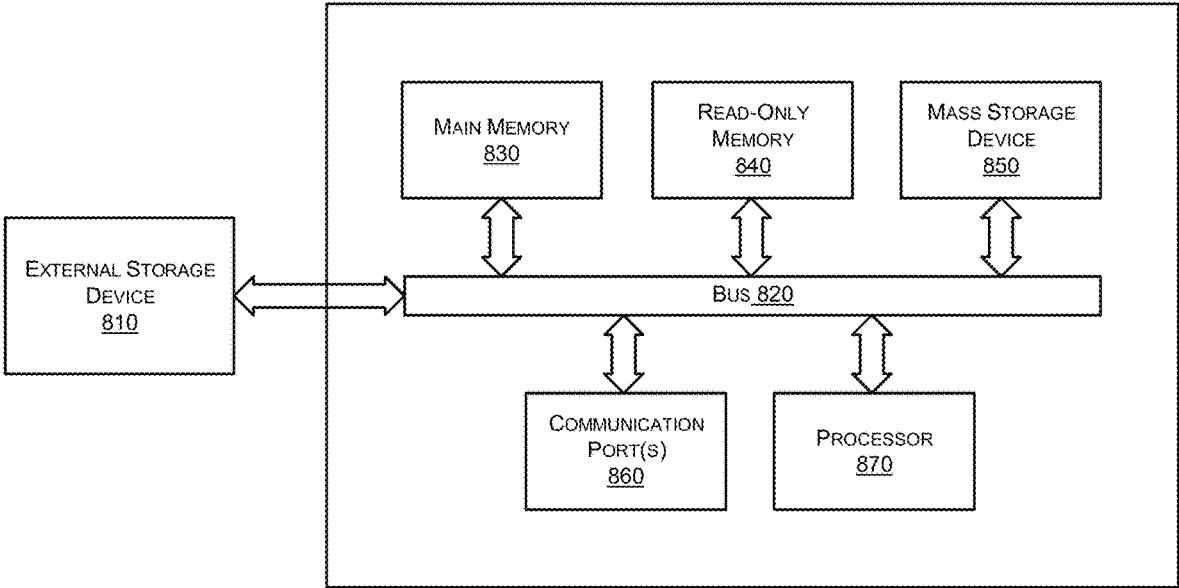 MAIN MEMORY
830
READ-ONLY
MEMORY
840
MASS STORAGE
DEVICE
850
EXTERNAL STORAGE
DEVICE
810
BUS 820
COMMUNICATION
PORT(S)
860
PROCESSOR
870